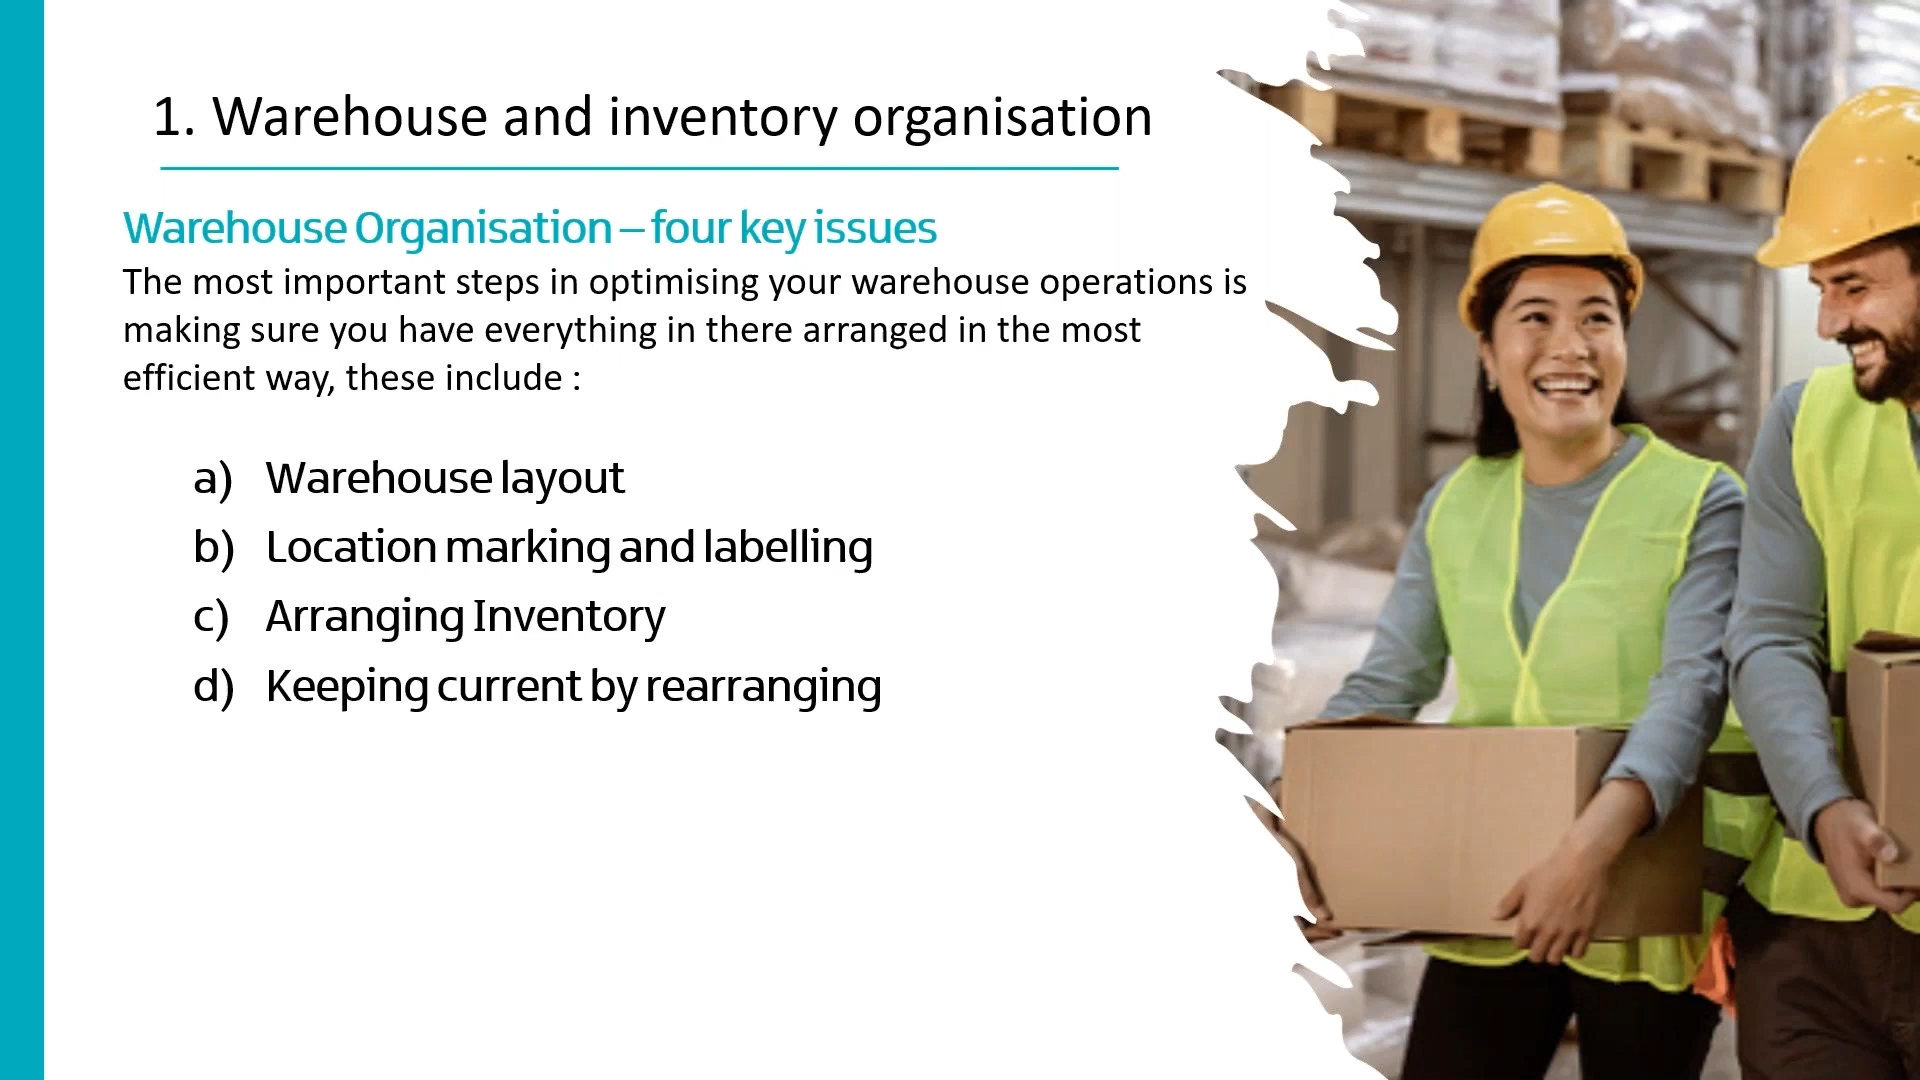 1. Warehouse and inventory organisation
Warehouse Organisation – four key issues
The most important steps in optimising your warehouse operations is
making sure you have everything in there arranged in the most
efficient way, these include :
a) Warehouse layout
b) Location marking and labelling
c) Arranging Inventory
d) Keeping current by rearranging